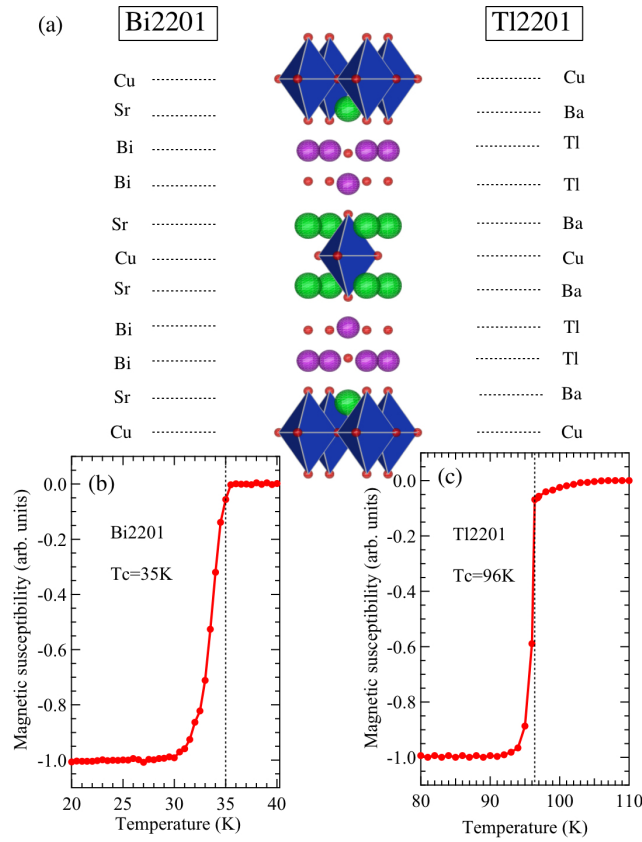 (a) Bi2201 Tl2201
Cu Cu
Sr Ba
Bi Tl
Bi Tl
Sr Ba
Cu Cu
Sr Ba
Bi Tl
Bi Tl
Sr Ba
Cu Cu
(b)
Bi2201
Tc=35K
Magnetic susceptibility (arb. units)
0.0
-0.2
-0.4
-0.6
-0.8
-1.0
20 25 30 35 40
Temperature (K)
(c)
Tl2201
Tc=96K
Magnetic susceptibility (arb. units)
0.0
-0.2
-0.4
-0.6
-0.8
-1.0
80 90 100 110
Temperature (K)